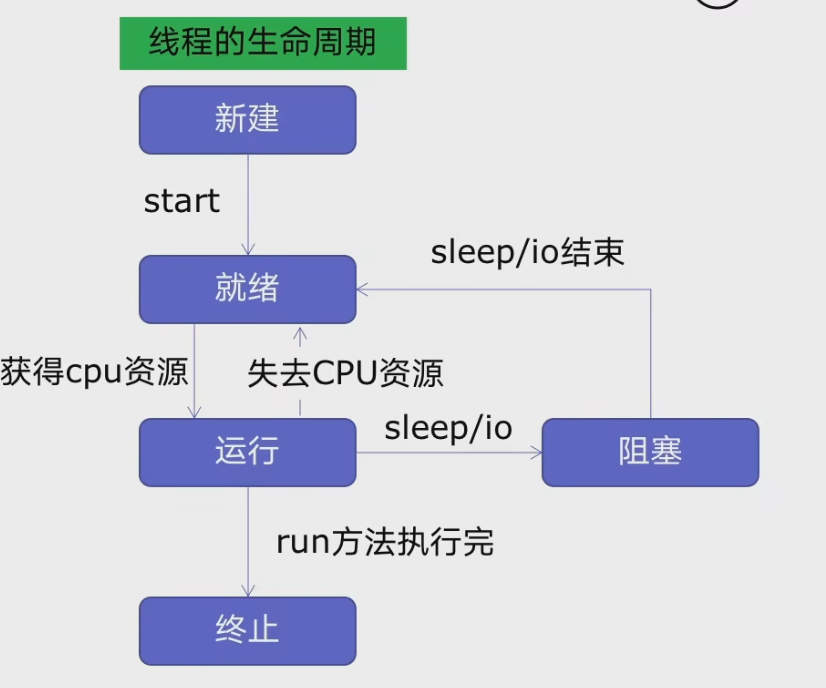 线程的生命周期
新建
start
sleep/io结束
就绪
获得cpu资源
失去CPU资源
sleep/io
运行
阻塞
run方法执行完
终止